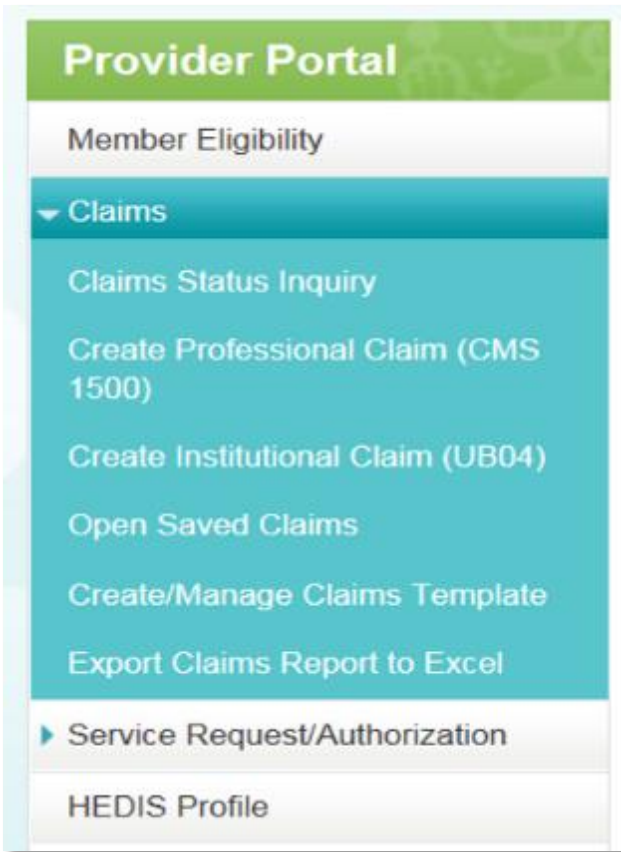 Provider Portal
Member Eligibility
Claims
Claims Status Inquiry
Create Professional Claim (CMS
1500)
Create Institutional Claim (UB04)
Open Saved Claims
Create/Manage Claims Template
Export Claims Report to Excel
Service Request/Authorization
HEDIS Profile